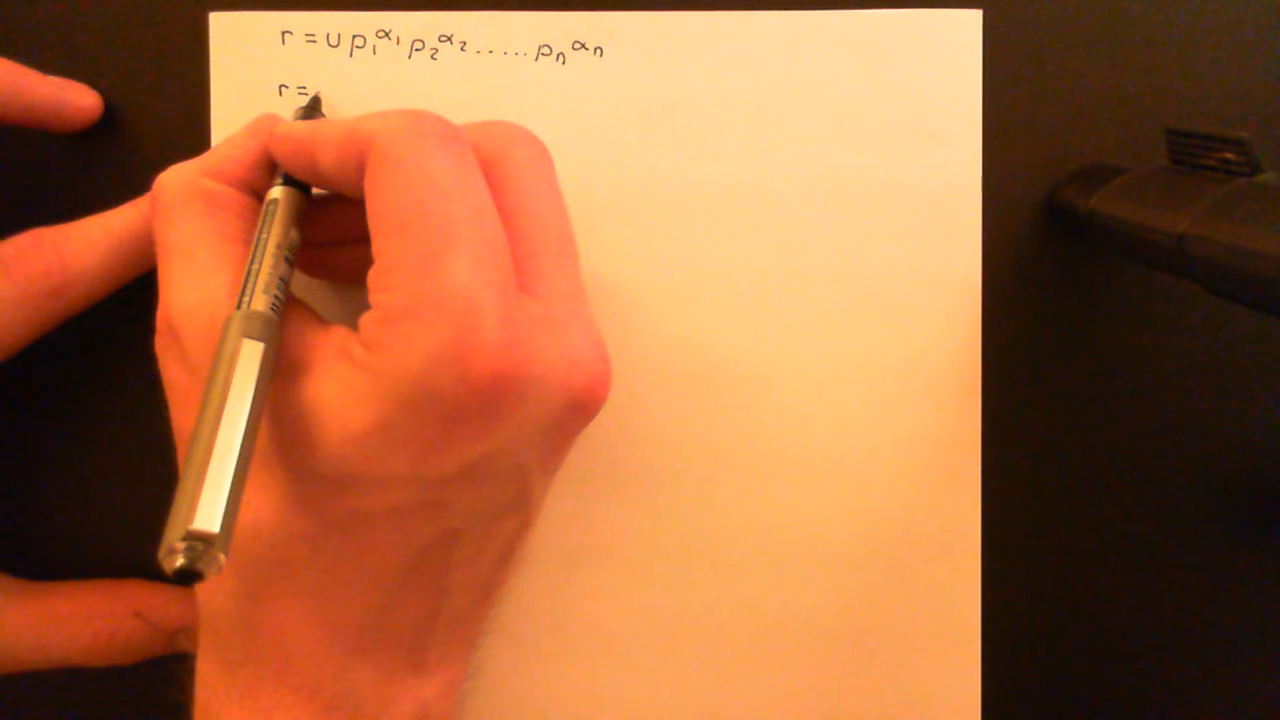 r = u p₁^α₁ p₂^α₂ ...... pₙ^αₙ
r =